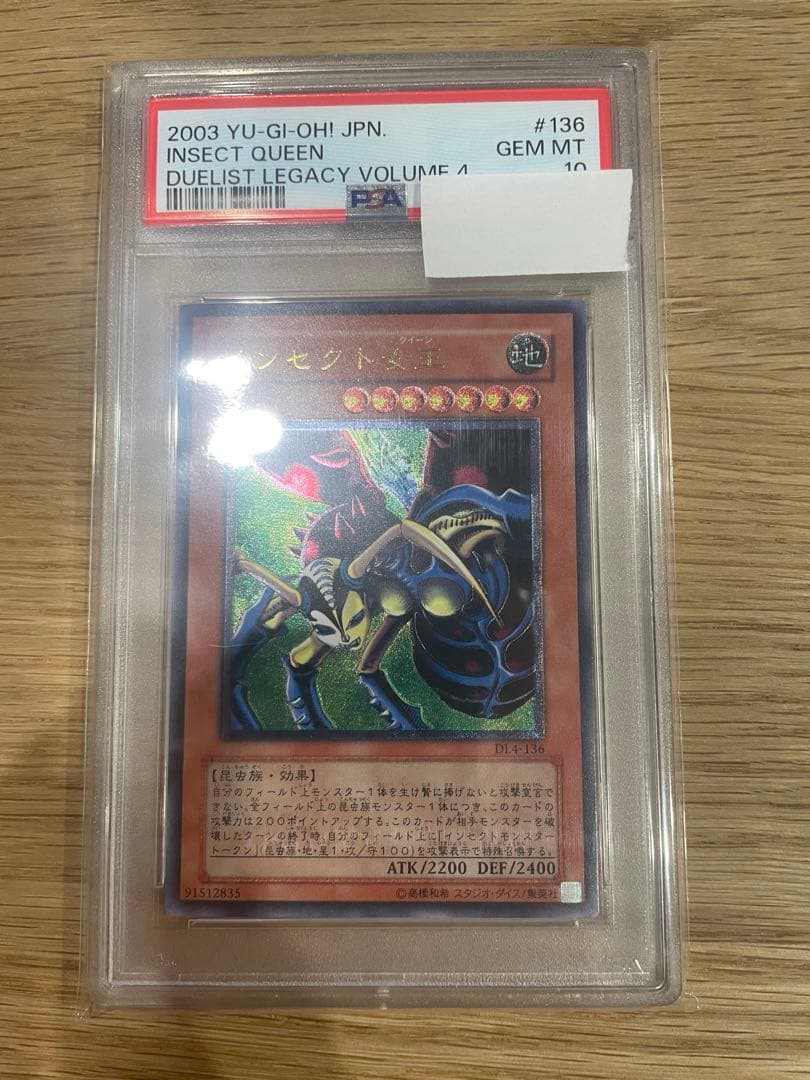 2003 YU-GI-OH! JPN. #136
INSECT QUEEN GEM MT
DUELIST LEGACY VOLUME 4 10
PSA
クイーン
インセクト女王
地
DL4-136
【昆虫族・効果】
自分のフィールド上モンスター1体を生け贄に捧げないと攻撃宣言で
きない。全フィールド上の昆虫族モンスター1体につき、このカードの
攻撃力は200ポイントアップする。このカードが相手モンスターを破
壊したターンの終了時、自分のフィールド上に「インセクトモンスター
トークン」(昆虫族・地・星1・攻/守100)を攻撃表示で特殊召喚する。
ATK/2200 DEF/2400
91512835 ©高橋和希 スタジオ・ダイス/集英社